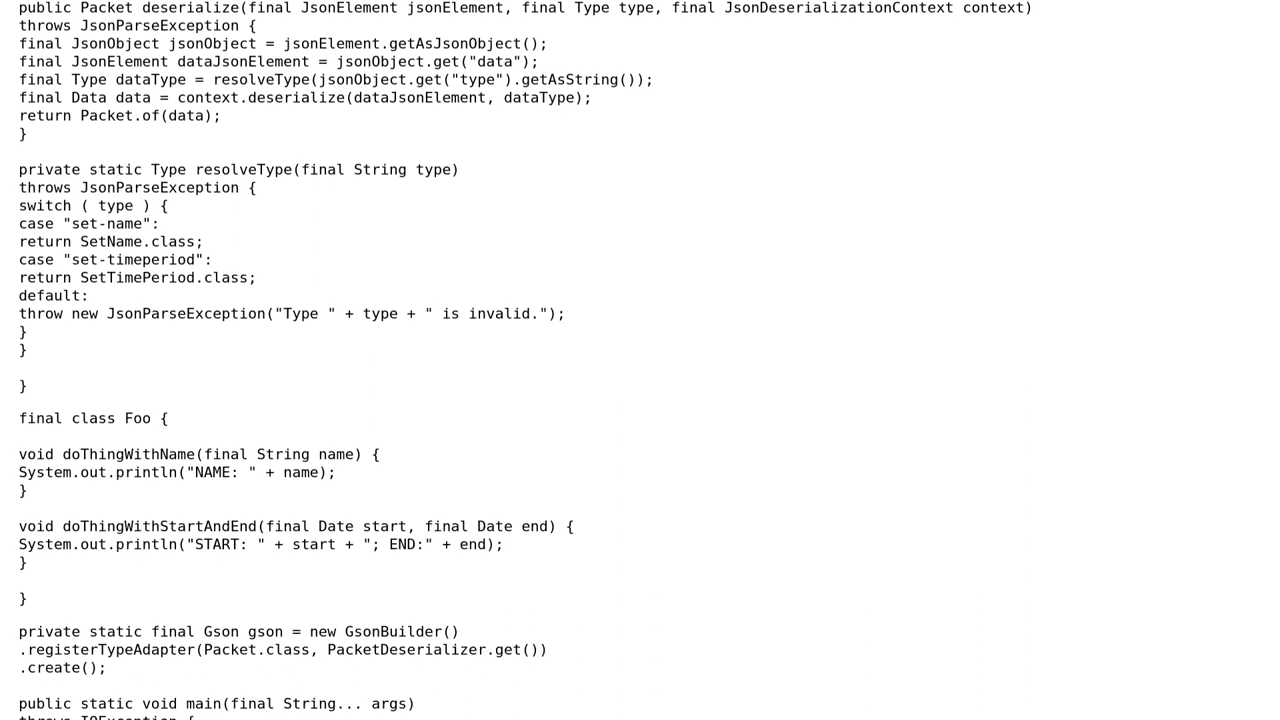 public Packet deserialize(final JsonElement jsonElement, final Type type, final JsonDeserializationContext context)
throws JsonParseException {
final JsonObject jsonObject = jsonElement.getAsJsonObject();
final JsonElement dataJsonElement = jsonObject.get("data");
final Type dataType = resolveType(jsonObject.get("type").getAsString());
final Data data = context.deserialize(dataJsonElement, dataType);
return Packet.of(data);
}
private static Type resolveType(final String type)
throws JsonParseException {
switch ( type ) {
case "set-name":
return SetName.class;
case "set-timeperiod":
return SetTimePeriod.class;
default:
throw new JsonParseException("Type " + type + " is invalid.");
}
}
}
final class Foo {
void doThingWithName(final String name) {
System.out.println("NAME: " + name);
}
void doThingWithStartAndEnd(final Date start, final Date end) {
System.out.println("START: " + start + "; END:" + end);
}
}
private static final Gson gson = new GsonBuilder()
.registerTypeAdapter(Packet.class, PacketDeserializer.get())
.create();
public static void main(final String... args)
throws IOException {